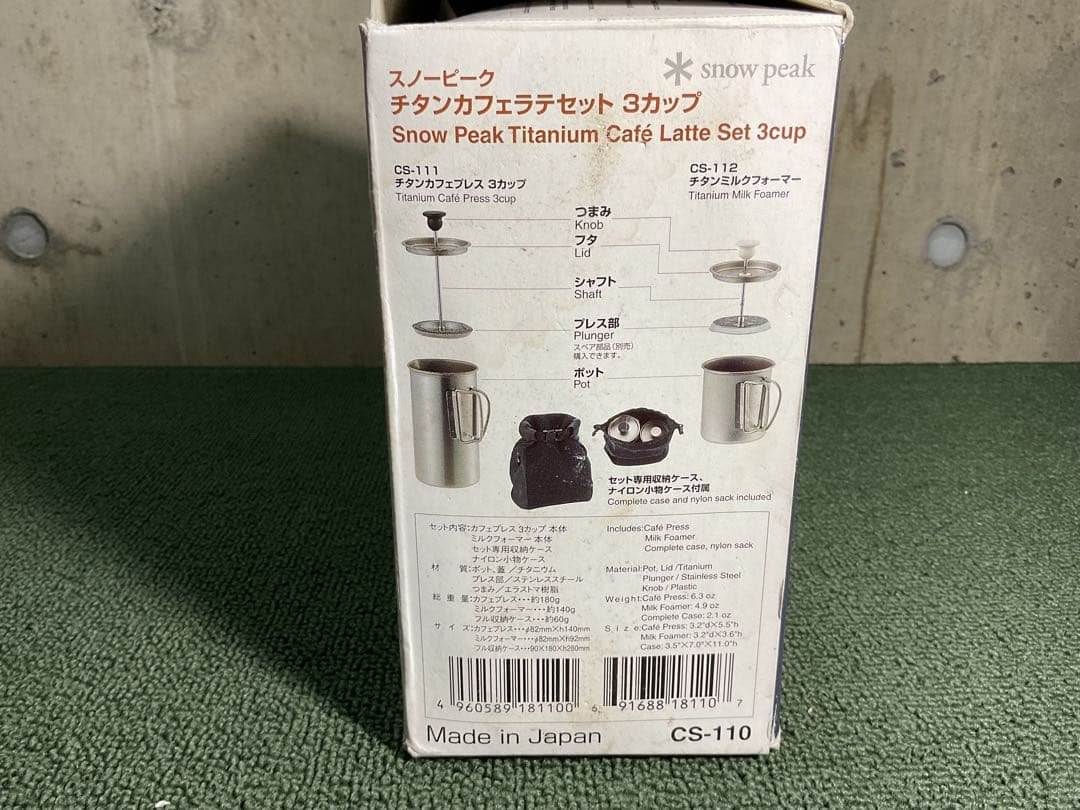 snow peak
スノーピーク
チタンカフェラテセット 3カップ
Snow Peak Titanium Café Latte Set 3cup
CS-111
チタンカフェプレス 3カップ
Titanium Café Press 3cup
CS-112
チタンミルクフォーマー
Titanium Milk Foamer
つまみ
Knob
フタ
Lid
シャフト
Shaft
プレス部
Plunger
スペア部品(別売)
購入できます。
ポット
Pot
セット専用収納ケース、
ナイロン小物ケース付属
Complete case and nylon sack included
セット内容:カフェプレス 3カップ 本体
ミルクフォーマー 本体
セット専用収納ケース
ナイロン小物ケース
材 質:ポット、蓋/チタニウム
プレス部/ステンレススチール
つまみ/エラストマ樹脂
総 重 量:カフェプレス・・・約180g
ミルクフォーマー・・・約140g
フル収納ケース・・・約60g
サ イ ズ:カフェプレス・・・φ82mm×h140mm
ミルクフォーマー・・・φ82mm×h92mm
フル収納ケース・・・90×180×h280mm
Includes:Café Press
Milk Foamer
Complete case, nylon sack
Material:Pot, Lid /Titanium
Plunger / Stainless Steel
Knob / Plastic
Weight:Café Press: 6.3 oz
Milk Foamer: 4.9 oz
Complete Case: 2.1 oz
Size:Café Press: 3.2"d×5.5"h
Milk Foamer: 3.2"d×3.6"h
Case: 3.5"×7.0"×11.0"h
4 960589 181100
6 91688 18110 7
Made in Japan
CS-110